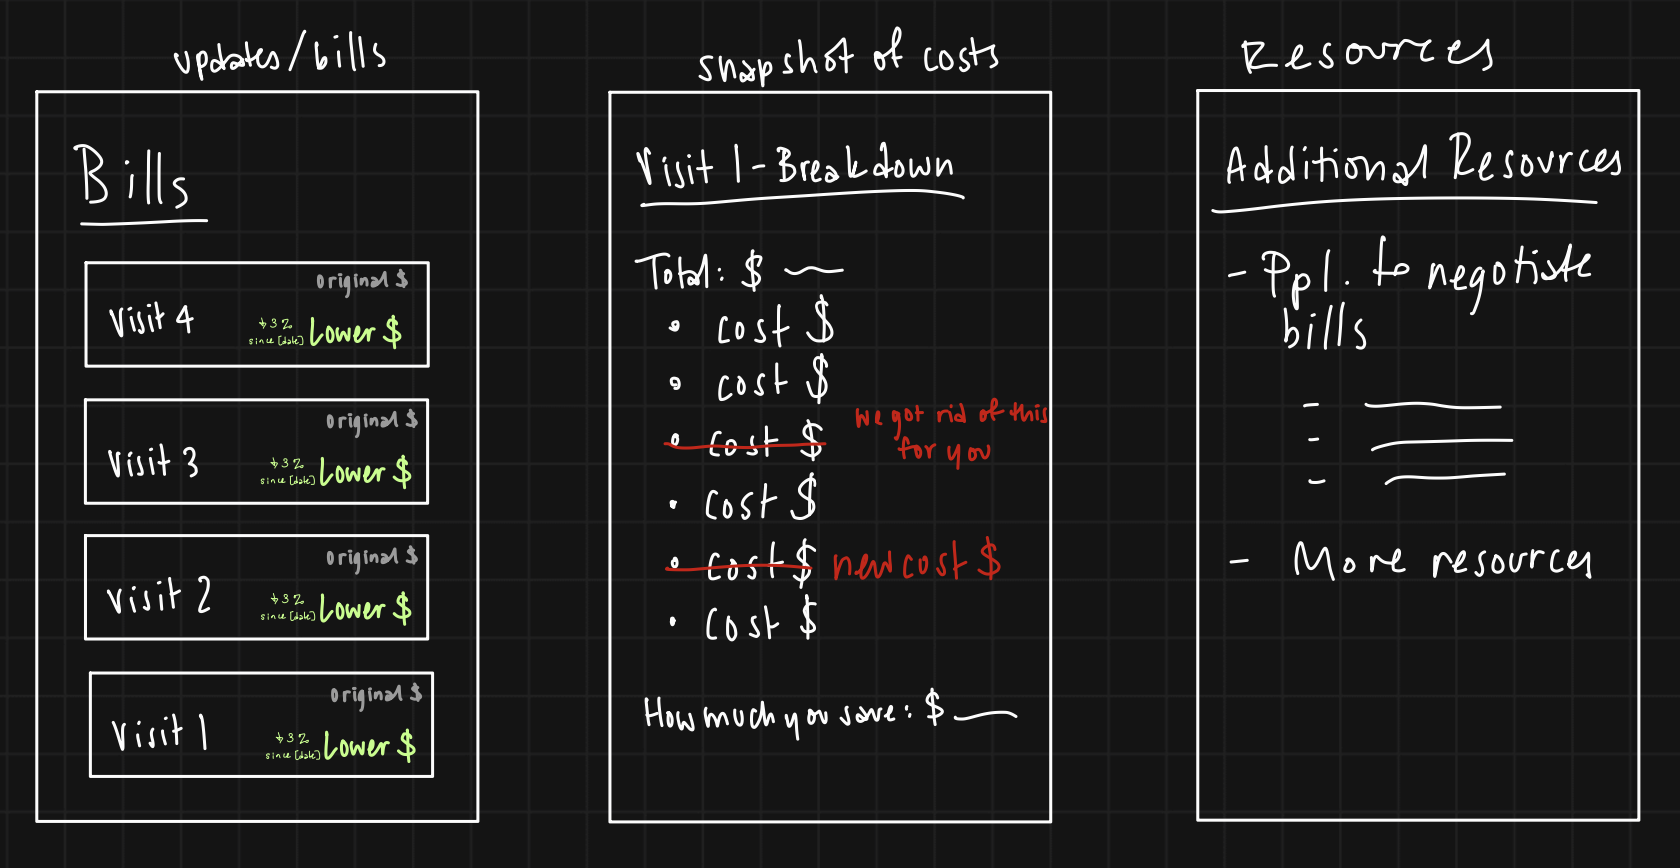 updates/bills
Bills
original $
Visit 4
↓3%
since [date]
Lower $
original $
Visit 3
↓3%
since [date]
Lower $
original $
Visit 2
↓3%
since [date]
Lower $
original $
Visit 1
↓3%
since [date]
Lower $
snapshot of costs
Visit 1 - Breakdown
Total: $
• cost $
• cost $
• cost $
we got rid of this
for you
• cost $
• cost $ new cost $
• cost $
How much you save: $
Resources
Additional Resources
- Ppl. to negotiate
bills
- More resources